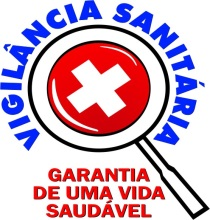 VIGILÂNCIA SANITÁRIA
GARANTIA
DE UMA VIDA
SAUDÁVEL